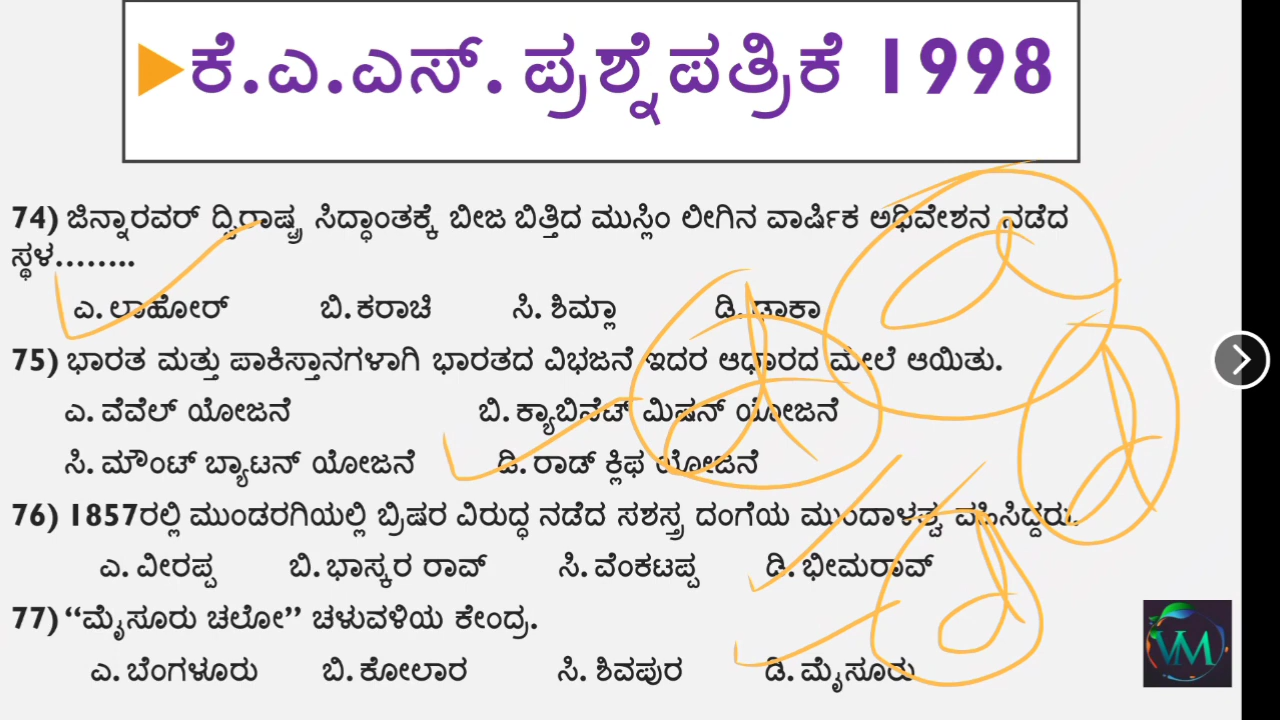 ಕೆ.ಎ.ಎಸ್. ಪ್ರಶ್ನೆಪತ್ರಿಕೆ 1998
74) ಜಿನ್ನಾರವರ್ ದ್ವಿರಾಷ್ಟ್ರ ಸಿದ್ಧಾಂತಕ್ಕೆ ಬೀಜ ಬಿತ್ತಿದ ಮುಸ್ಲಿಂ ಲೀಗಿನ ವಾರ್ಷಿಕ ಅಧಿವೇಶನ ನಡೆದ
ಸ್ಥಳ........
ಎ. ಲಾಹೋರ್ ಬಿ. ಕರಾಚಿ ಸಿ. ಶಿಮ್ಲಾ ಡಿ. ಢಾಕಾ
75) ಭಾರತ ಮತ್ತು ಪಾಕಿಸ್ತಾನಗಳಾಗಿ ಭಾರತದ ವಿಭಜನೆ ಇದರ ಆಧಾರದ ಮೇಲೆ ಆಯಿತು.
ಎ. ವೆವೆಲ್ ಯೋಜನೆ ಬಿ. ಕ್ಯಾಬಿನೆಟ್ ಮಿಷನ್ ಯೋಜನೆ
ಸಿ. ಮೌಂಟ್ ಬ್ಯಾಟನ್ ಯೋಜನೆ ಡಿ. ರಾಡ್ ಕ್ಲಿಫ ಯೋಜನೆ
76) 1857ರಲ್ಲಿ ಮುಂಡರಗಿಯಲ್ಲಿ ಬ್ರಿಷರ ವಿರುದ್ಧ ನಡೆದ ಸಶಸ್ತ್ರ ದಂಗೆಯ ಮುಂದಾಳತ್ವ ವಹಿಸಿದ್ದರು.
ಎ. ವೀರಪ್ಪ ಬಿ. ಭಾಸ್ಕರ ರಾವ್ ಸಿ. ವೆಂಕಟಪ್ಪ ಡಿ. ಭೀಮರಾವ್
77) “ಮೈಸೂರು ಚಲೋ” ಚಳುವಳಿಯ ಕೇಂದ್ರ.
ಎ. ಬೆಂಗಳೂರು ಬಿ. ಕೋಲಾರ ಸಿ. ಶಿವಪುರ ಡಿ. ಮೈಸೂರು
VM